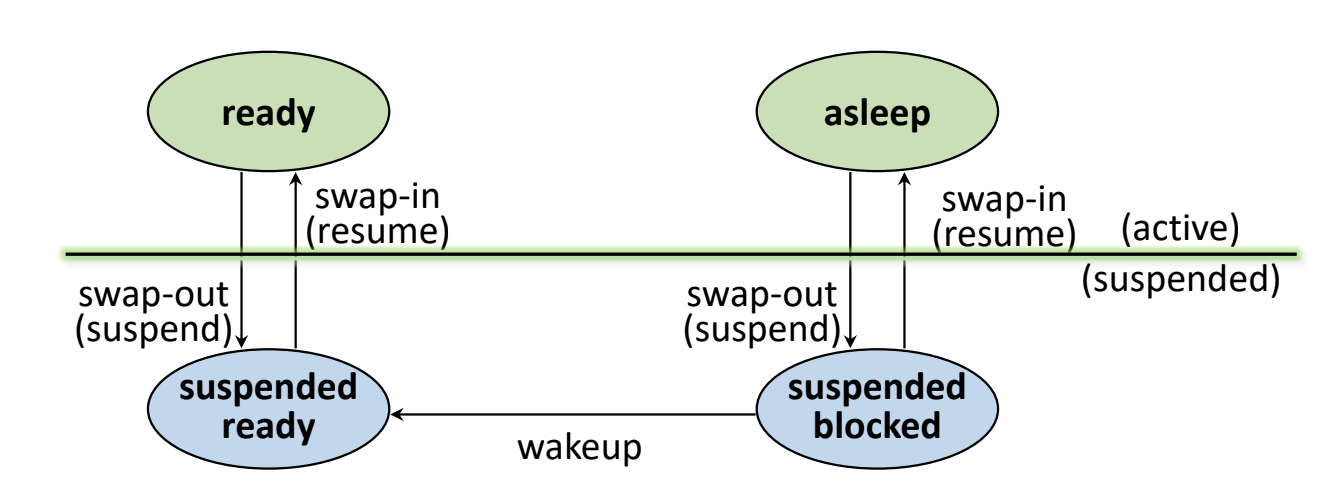 ready
asleep
swap-in
(resume)
swap-in
(resume)
(active)
(suspended)
swap-out
(suspend)
swap-out
(suspend)
suspended
ready
suspended
blocked
wakeup